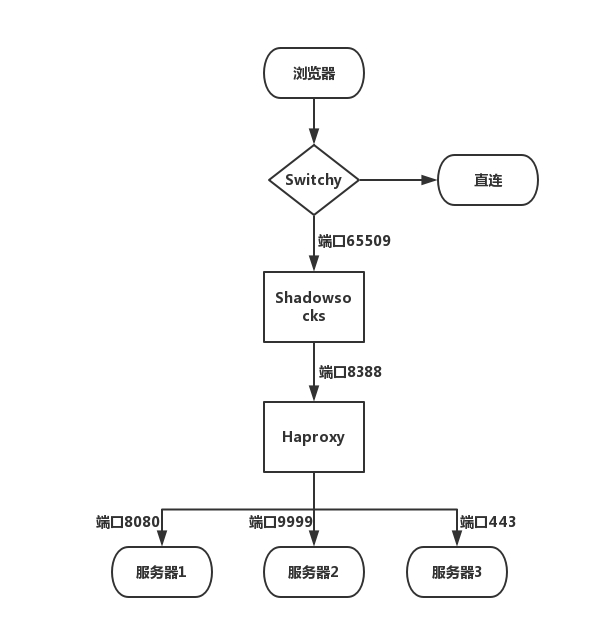 浏览器
Switchy
直连
端口65509
Shadowso
cks
端口8388
Haproxy
端口8080
端口9999
端口443
服务器1
服务器2
服务器3